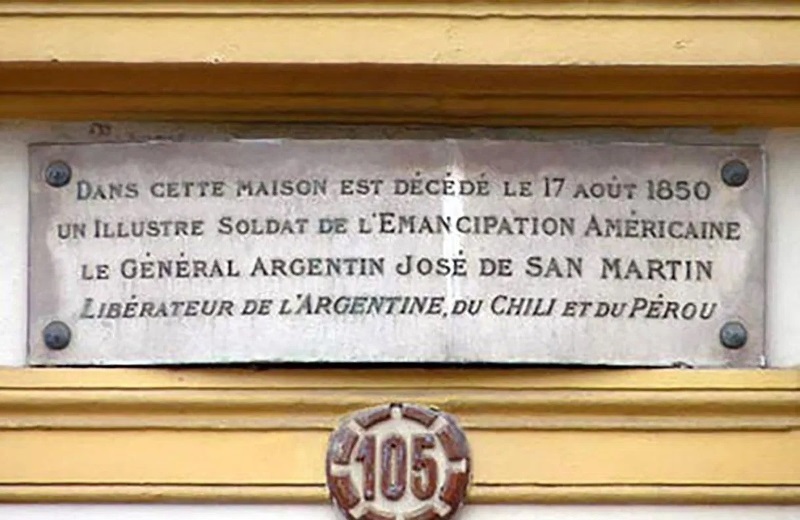 DANS CETTE MAISON EST DÉCÉDÉ LE 17 AOÛT 1850
UN ILLUSTRE SOLDAT DE L'EMANCIPATION AMÉRICAINE
LE GÉNÉRAL ARGENTIN JOSÉ DE SAN MARTIN
LIBÉRATEUR DE L'ARGENTINE, DU CHILI ET DU PÉROU
105